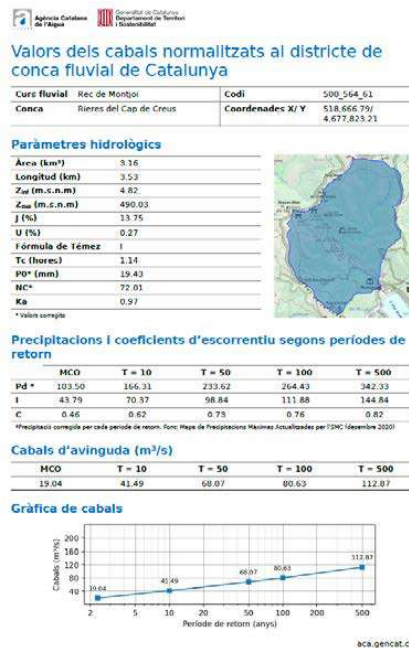 Agència Catalana
de l'Aigua
Generalitat de Catalunya
Departament de Territori
i Sostenibilitat
Valors dels cabals normalitzats al districte de
conca fluvial de Catalunya
Curs fluvial Rec de Montjoi Codi 500_564_61
Conca Rieres del Cap de Creus Coordenades X/ Y 518,666.79/
4,677,823.21
Paràmetres hidrològics
Àrea (km²) 3.16
Longitud (km) 3.53
Zinf (m.s.n.m) 4.82
(m.s.n.m) 490.03
J (%) 13.75
U (%) 0.27
Fórmula de Témez I
Tc (hores) 1.14
P0* (mm) 19.43
NC* 72.01
Ka 0.97
* Valors corregits
Precipitacions i coeficients d'escorrentiu segons períodes de
retorn
MCO T = 10 T = 50 T = 100 T = 500
Pd * 103.50 166.31 233.62 264.43 342.33
I 43.79 70.37 98.84 111.88 144.84
C 0.46 0.62 0.73 0.76 0.82
*Precipitació corregida per cada període de retorn. Font: Mapa de Precipitacions Màximes Actualitzades per l'SMC (desembre 2020)
Cabals d'avinguda (m³/s)
MCO T = 10 T = 50 T = 100 T = 500
19.04 41.49 68.07 80.63 112.87
Gràfica de cabals
Cabals (m³/s)
200
160
120
80
40
19.04 41.49 68.07 80.63 112.87
2 5 10 20 50 100 200 500
Període de retorn (anys)
aca.gencat.c